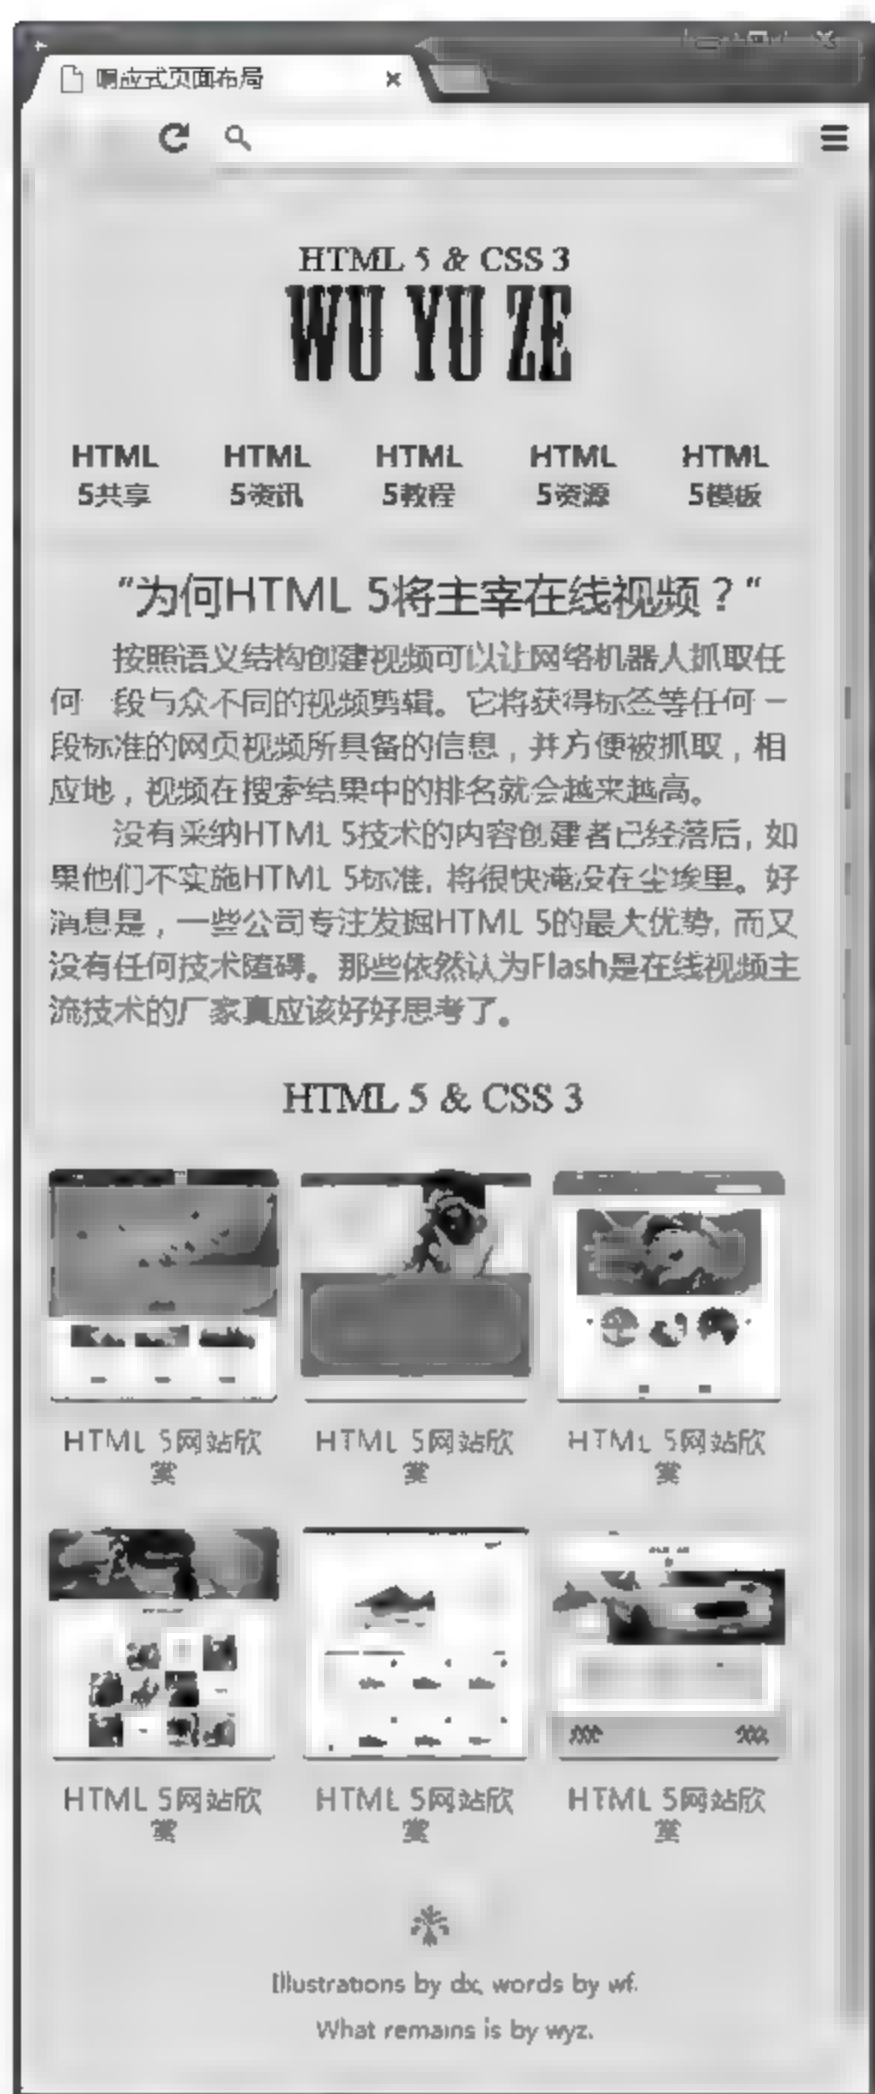 响应式页面布局
HTML 5 & CSS 3
WU YU ZE
HTML 5共享
HTML 5资讯
HTML 5教程
HTML 5资源
HTML 5模板
“为何HTML 5将主宰在线视频？“
按照语义结构创建视频可以让网络机器人抓取任
何 段与众不同的视频剪辑。它将获得标签等任何一
段标准的网页视频所具备的信息，并方便被抓取，相
应地，视频在搜索结果中的排名就会越来越高。
没有采纳HTML 5技术的内容创建者已经落后, 如
果他们不实施HTML 5标准, 将很快淹没在尘埃里。好
消息是，一些公司专注发掘HTML 5的最大优势, 而又
没有任何技术障碍。那些依然认为Flash是在线视频主
流技术的厂家真应该好好思考了。
HTML 5 & CSS 3
HTML 5网站欣
赏
HTML 5网站欣
赏
HTML 5网站欣
赏
HTML 5网站欣
赏
HTML 5网站欣
赏
HTML 5网站欣
赏
Illustrations by dx, words by wf.
What remains is by wyz.